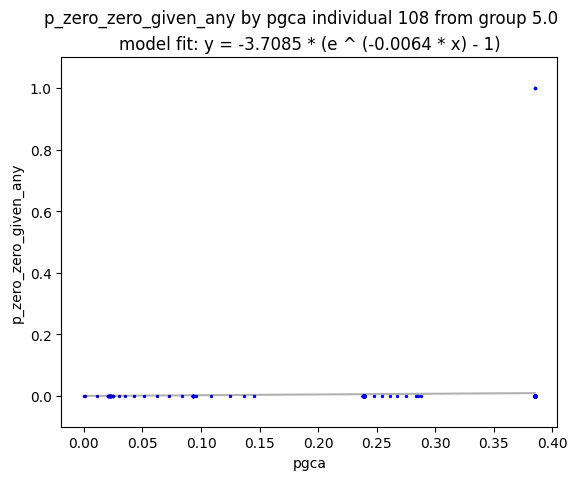 p_zero_zero_given_any by pgca individual 108 from group 5.0
model fit: y = -3.7085 * (e ^ (-0.0064 * x) - 1)
1.0
0.8
0.6
0.4
0.2
0.0
p_zero_zero_given_any
0.00 0.05 0.10 0.15 0.20 0.25 0.30 0.35 0.40
pgca